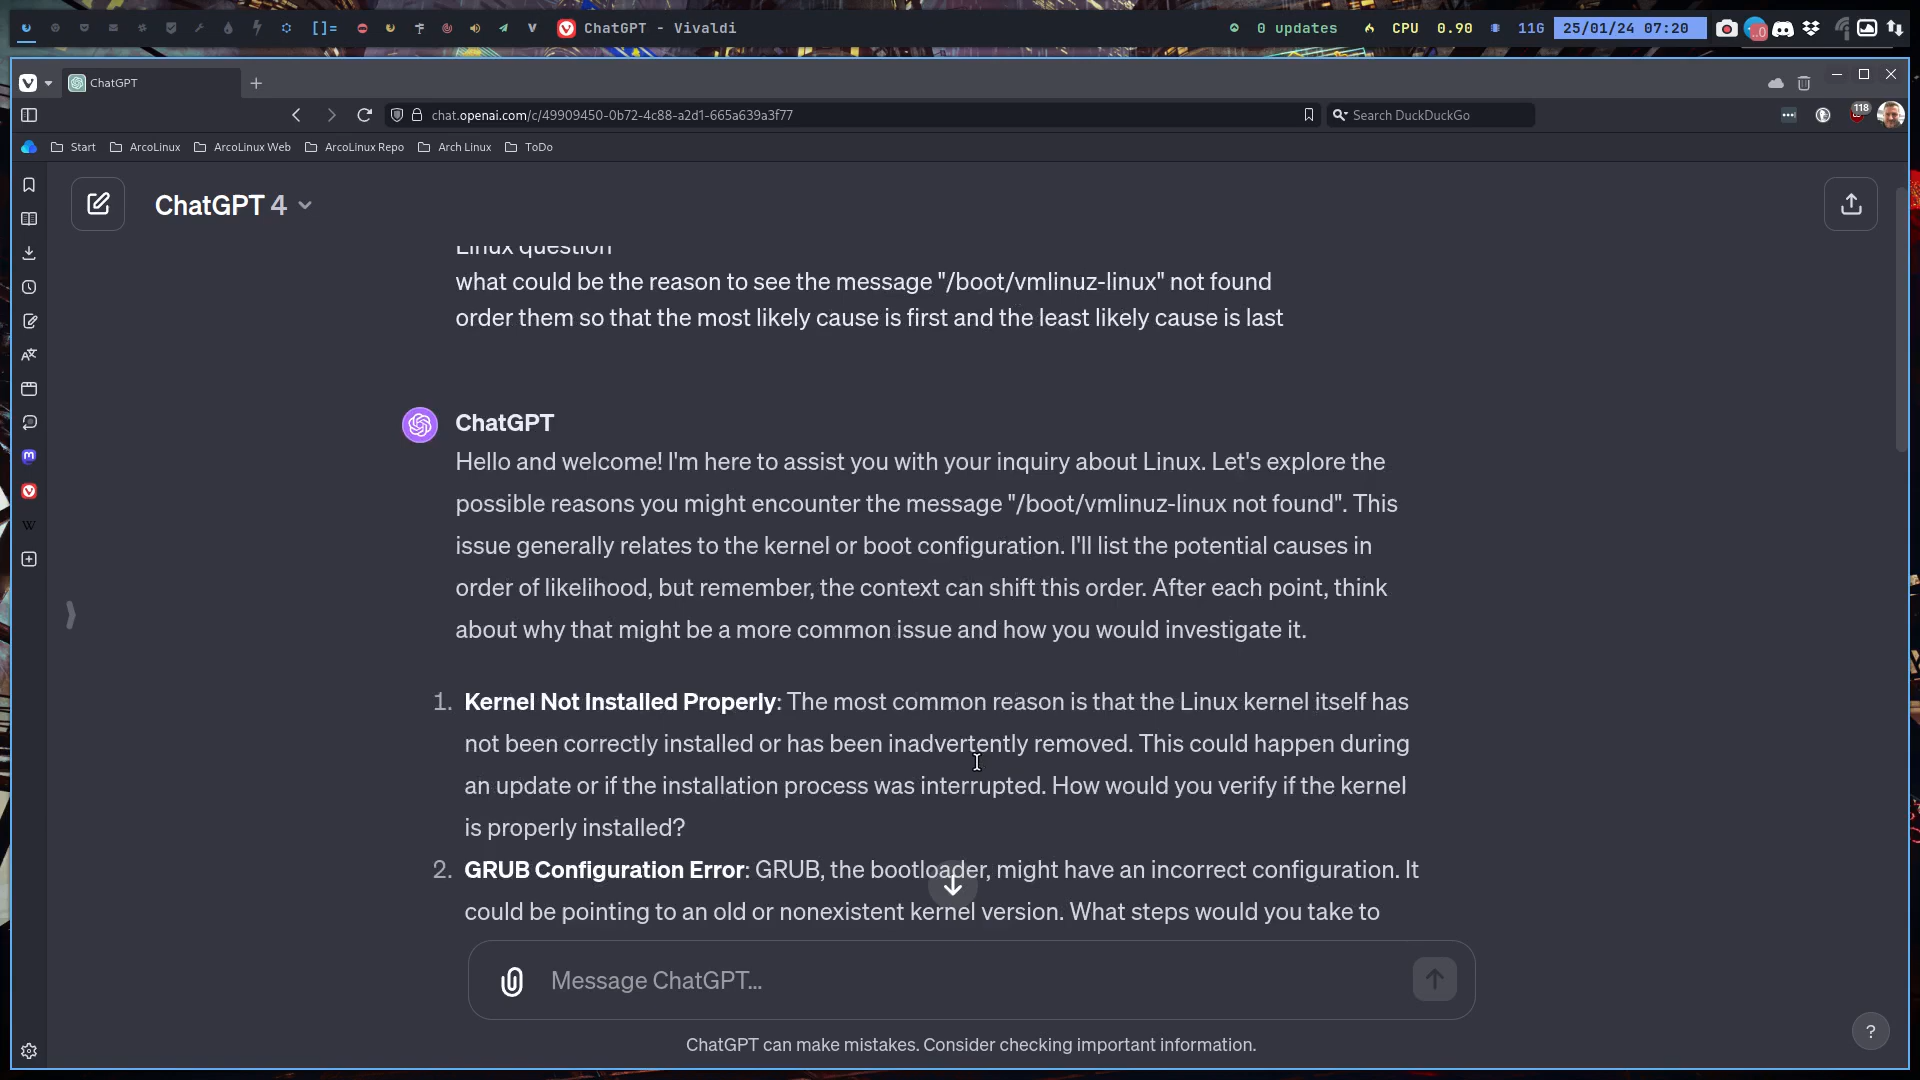 []=
V
ChatGPT - Vivaldi
0 updates
CPU 0.90
11G
25/01/24 07:20
ChatGPT
chat.openai.com/c/49909450-0b72-4c88-a2d1-665a639a3f77
Search DuckDuckGo
118
Start
ArcoLinux
ArcoLinux Web
ArcoLinux Repo
Arch Linux
ToDo
ChatGPT 4
Linux question
what could be the reason to see the message "/boot/vmlinuz-linux" not found
order them so that the most likely cause is first and the least likely cause is last
ChatGPT
Hello and welcome! I'm here to assist you with your inquiry about Linux. Let's explore the
possible reasons you might encounter the message "/boot/vmlinuz-linux not found". This
issue generally relates to the kernel or boot configuration. I'll list the potential causes in
order of likelihood, but remember, the context can shift this order. After each point, think
about why that might be a more common issue and how you would investigate it.
1. Kernel Not Installed Properly: The most common reason is that the Linux kernel itself has
not been correctly installed or has been inadvertently removed. This could happen during
an update or if the installation process was interrupted. How would you verify if the kernel
is properly installed?
2. GRUB Configuration Error: GRUB, the bootloader, might have an incorrect configuration. It
could be pointing to an old or nonexistent kernel version. What steps would you take to
Message ChatGPT...
ChatGPT can make mistakes. Consider checking important information.
?
W